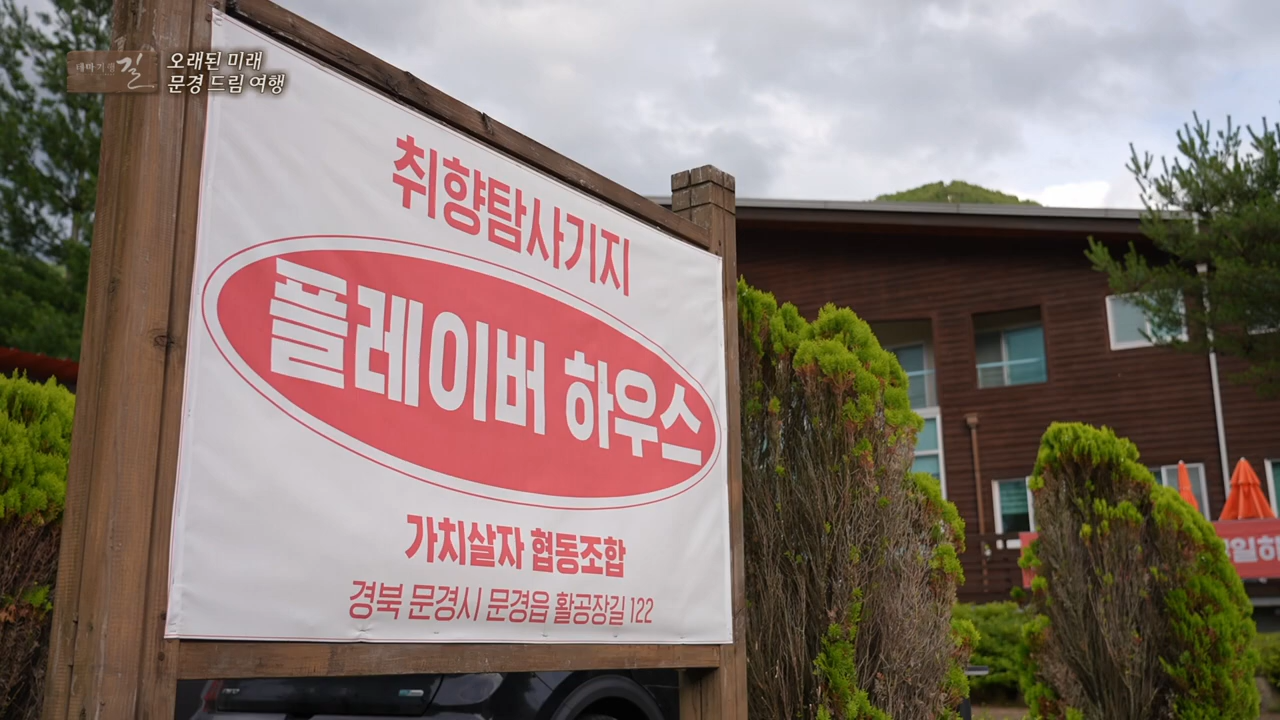 테마기행 길
오래된 미래
문경 드림 여행
취향탐사기지
플레이버 하우스
가치살자 협동조합
경북 문경시 문경읍 활공장길 122